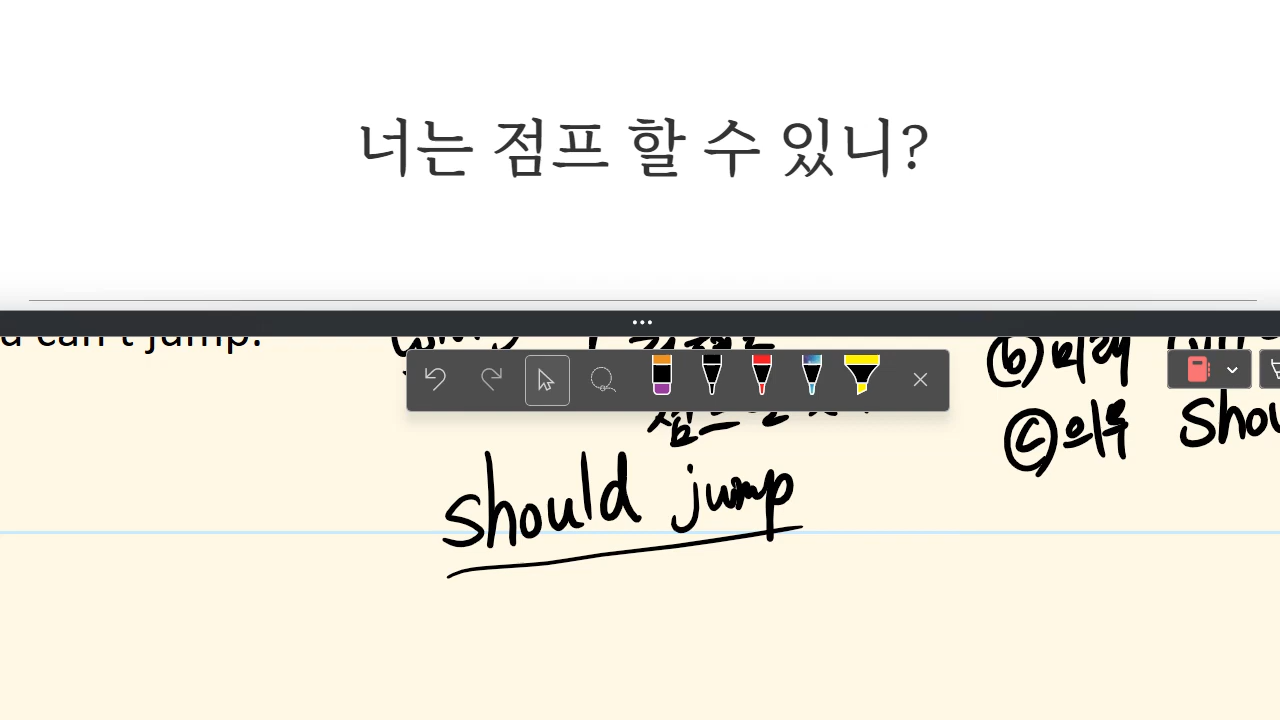 너는 점프 할 수 있니?
can't jump.
ⓑ미래
ⓒ의무 shou
should jump